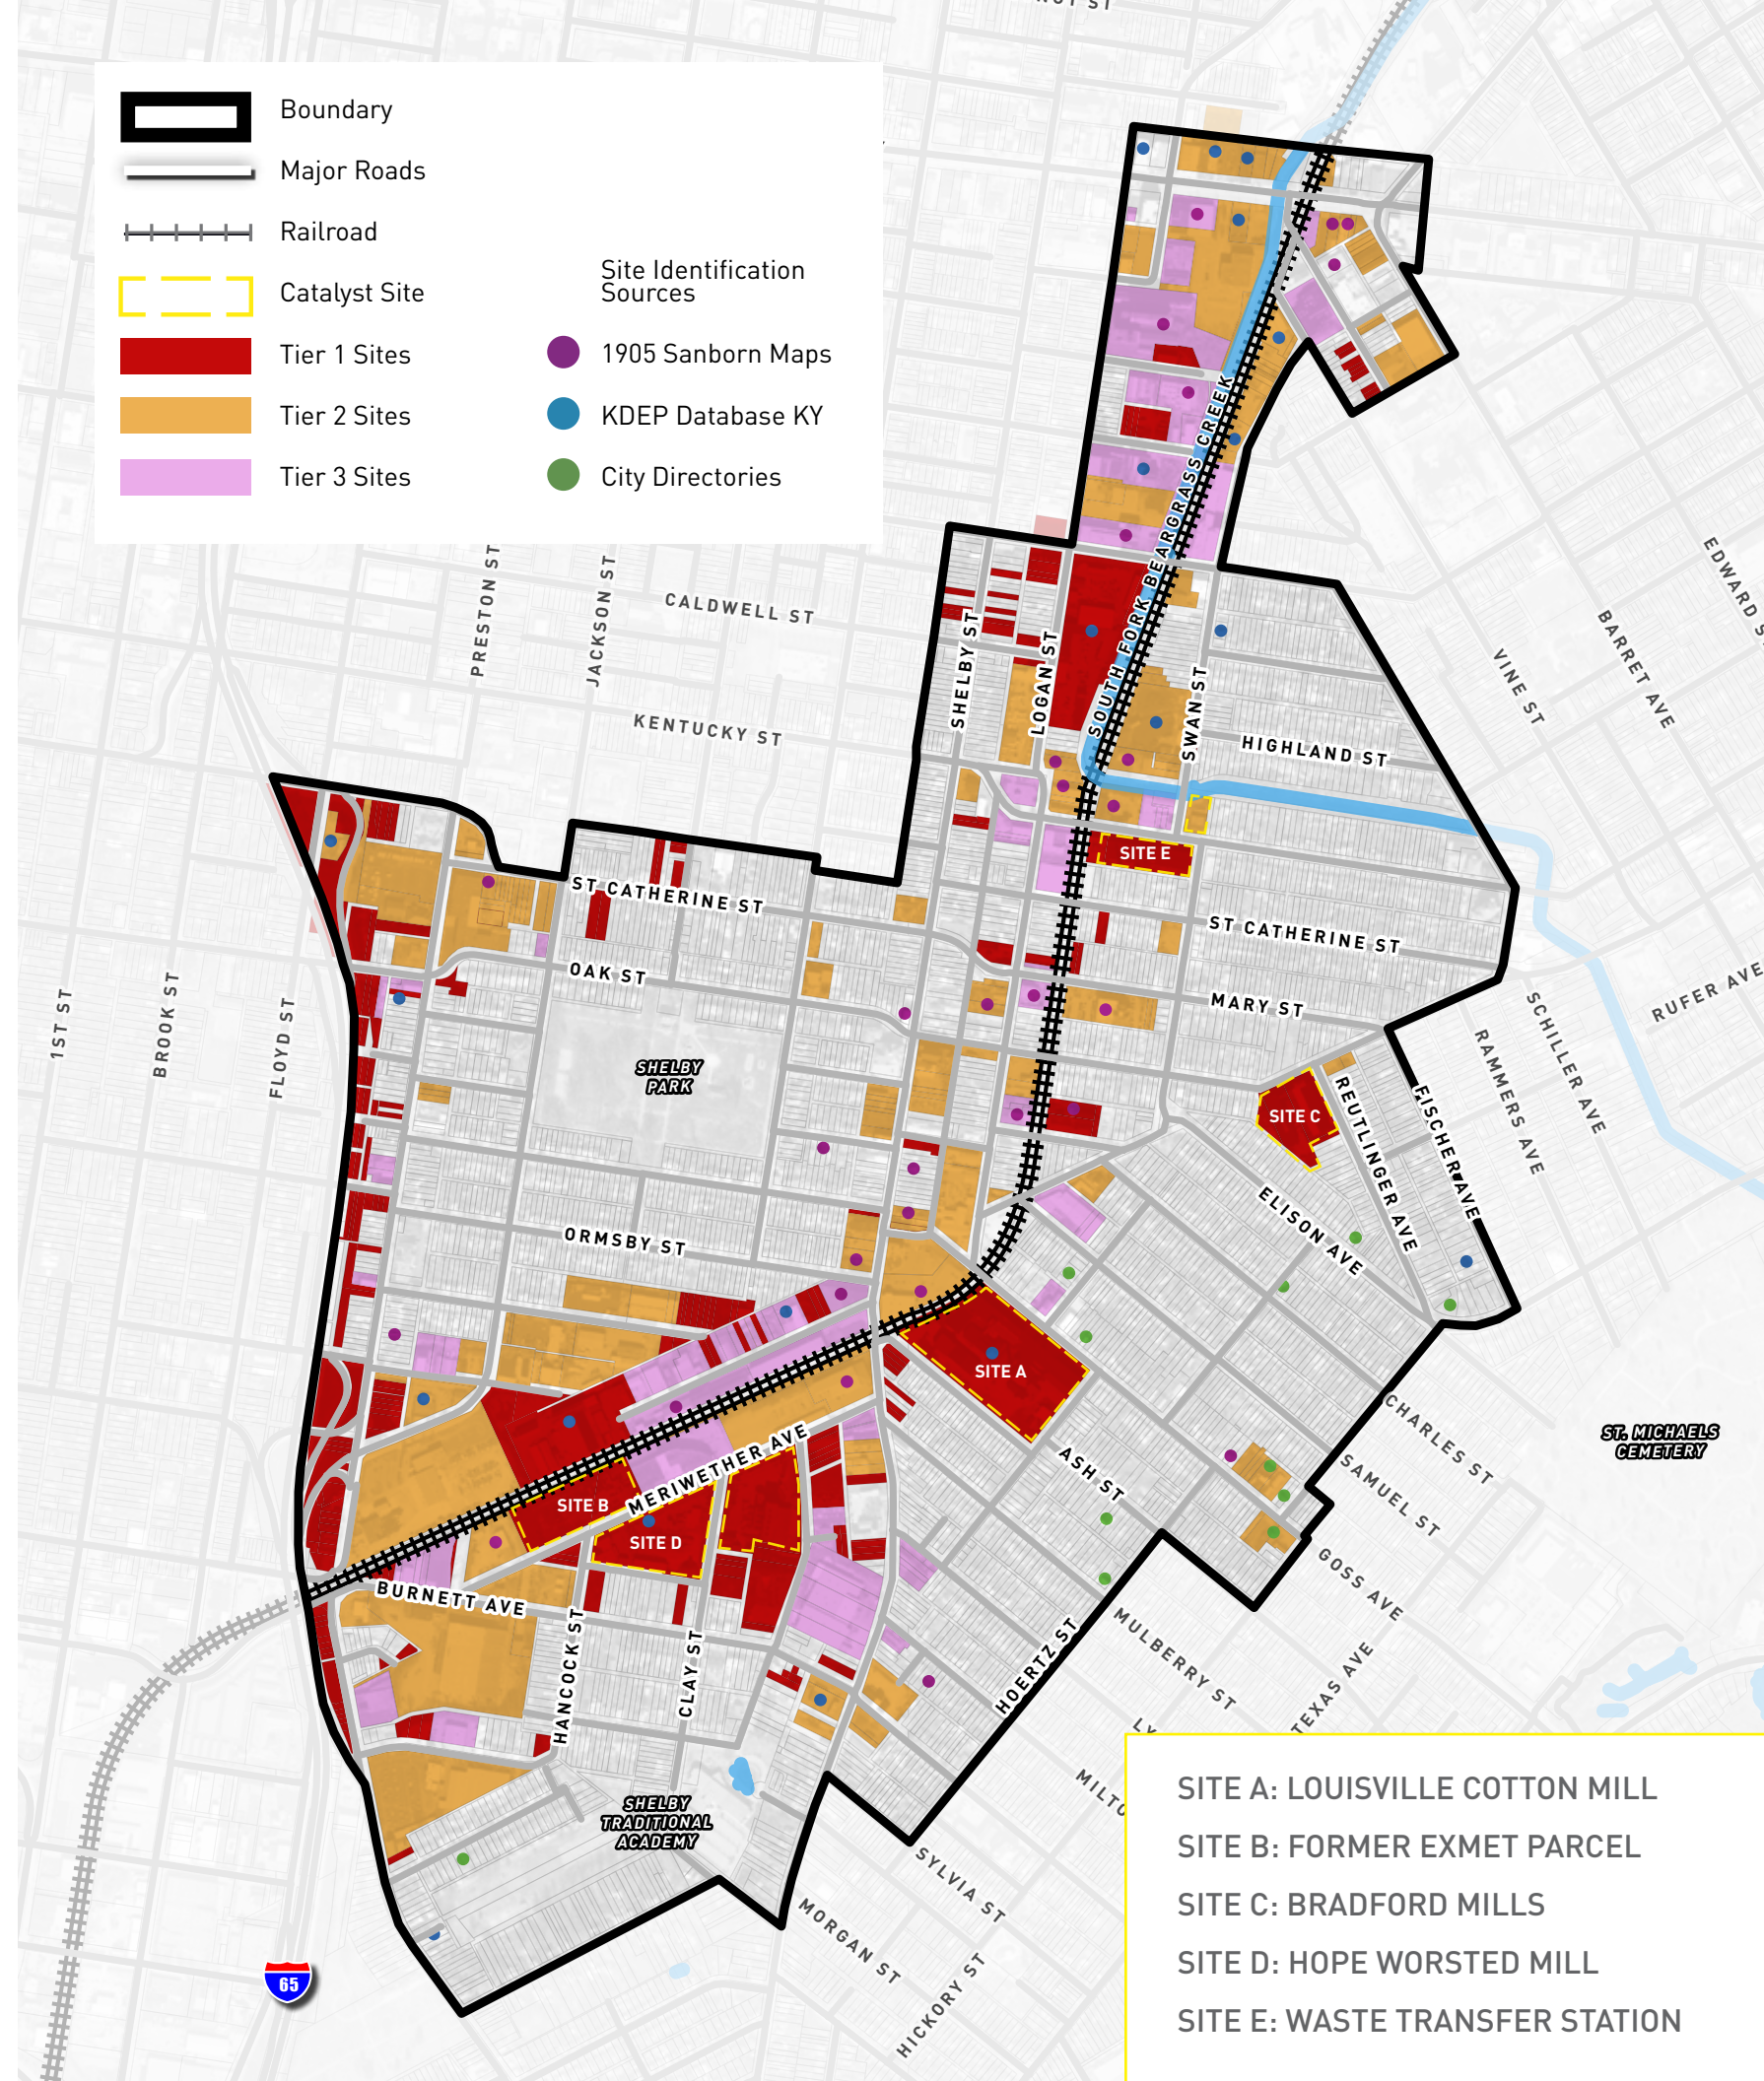 Boundary
Major Roads
Railroad
Catalyst Site
Tier 1 Sites
Tier 2 Sites
Tier 3 Sites
Site Identification
Sources
1905 Sanborn Maps
KDEP Database KY
City Directories
PRESTON ST
JACKSON ST
CALDWELL ST
KENTUCKY ST
SHELBY ST
LOGAN ST
SOUTH FORK BEARGRASS CREEK
SWAN ST
HIGHLAND ST
VINE ST
BARRET AVE
EDWARD S
SITE E
ST CATHERINE ST
ST CATHERINE ST
OAK ST
MARY ST
1ST ST
BROOK ST
FLOYD ST
SHELBY
PARK
SITE C
REUTLINGER AVE
FISCHER AVE
RAMMERS AVE
SCHILLER AVE
RUFER AVE
ELISON AVE
ORMSBY ST
SITE A
ASH ST
CHARLES ST
SAMUEL ST
GOSS AVE
ST. MICHAELS
CEMETERY
MERIWETHER AVE
SITE B
SITE D
BURNETT AVE
HANCOCK ST
CLAY ST
HOERTZ ST
MULBERRY ST
TEXAS AVE
LY
MILTO
SHELBY
TRADITIONAL
ACADEMY
SYLVIA ST
MORGAN ST
HICKORY ST
65
SITE A: LOUISVILLE COTTON MILL
SITE B: FORMER EXMET PARCEL
SITE C: BRADFORD MILLS
SITE D: HOPE WORSTED MILL
SITE E: WASTE TRANSFER STATION